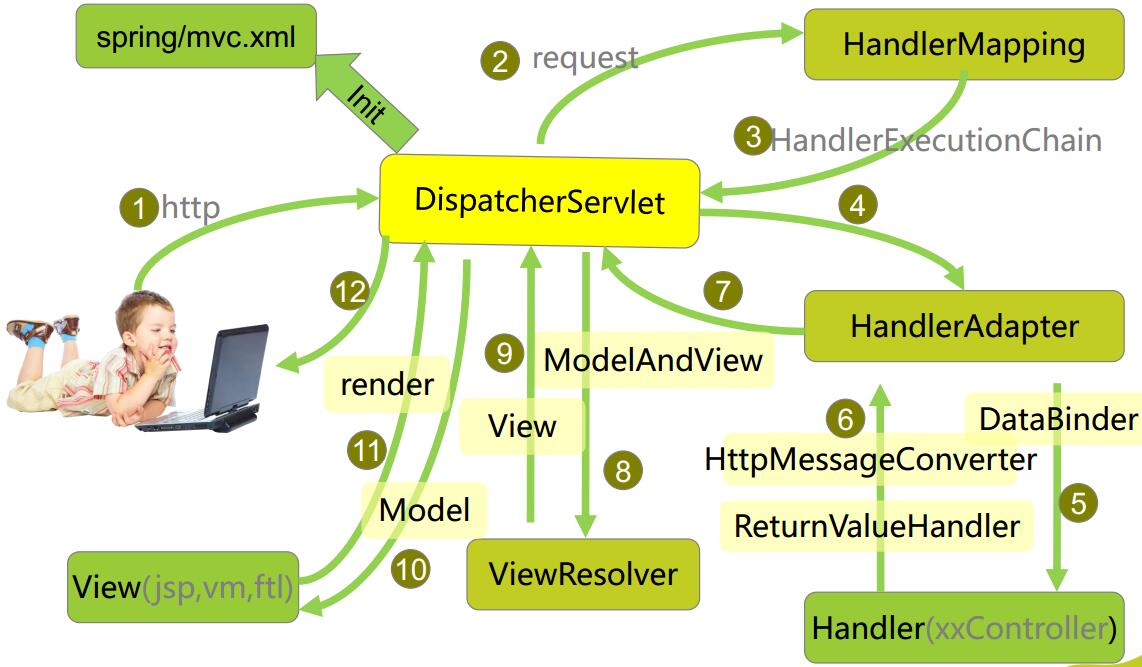 spring/mvc.xml
Init
2 request
HandlerMapping
3 HandlerExecutionChain
1 http
DispatcherServlet
4
12
7
HandlerAdapter
9
ModelAndView
render
View
6
DataBinder
11
8
HttpMessageConverter
5
Model
ReturnValueHandler
10
View(jsp,vm,ftl)
ViewResolver
Handler(xxController)